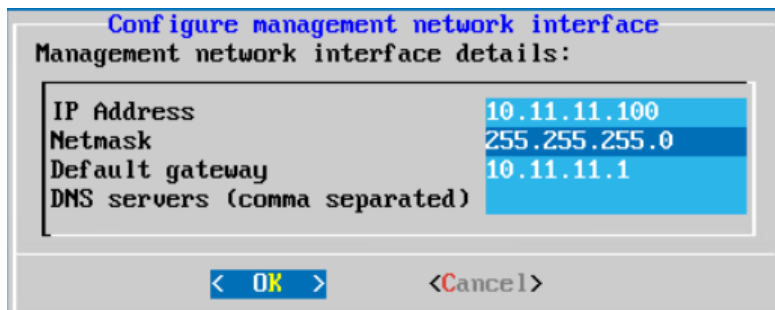 Configure management network interface
Management network interface details:
IP Address 10.11.11.100
Netmask 255.255.255.0
Default gateway 10.11.11.1
DNS servers (comma separated)
< OK > <Cancel>